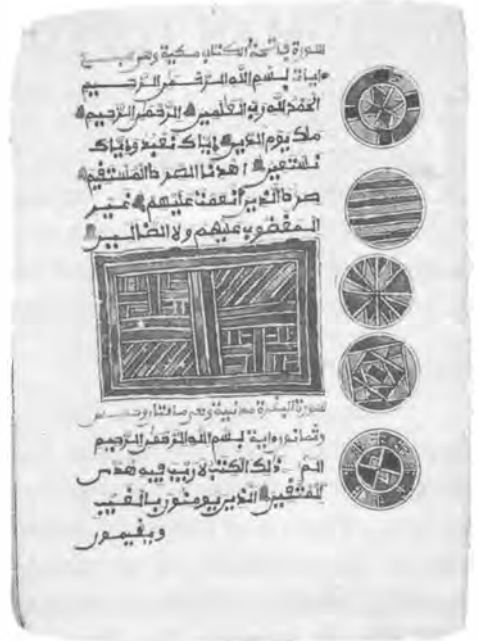 سورة فاتحة الكتاب مكية وهي سبع
ءايات بسم الله الرحمن الرحيم
الحمد لله رب العلمين الرحمن الرحيم
ملك يوم الدين إياك نعبد وإياك
نستعين اهدنا الصرط المستقيم
صرط الذين أنعمت عليهم غير
المغضوب عليهم ولا الضالين
سورة البقرة مدنية وهي مائتان وخمس
وثمانون ءاية بسم الله الرحمن الرحيم
الم ذلك الكتب لا ريب فيه هدى
للمتقين الذين يومنون بالغيب
ويقيمون